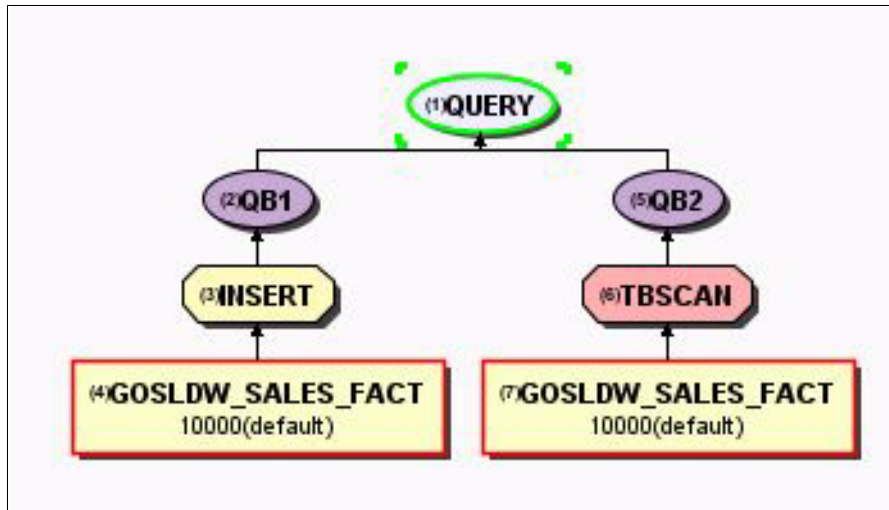 (1)QUERY
(2)QB1
(5)QB2
(3)INSERT
(6)TBSCAN
(4)GOSLDW_SALES_FACT
10000(default)
(7)GOSLDW_SALES_FACT
10000(default)